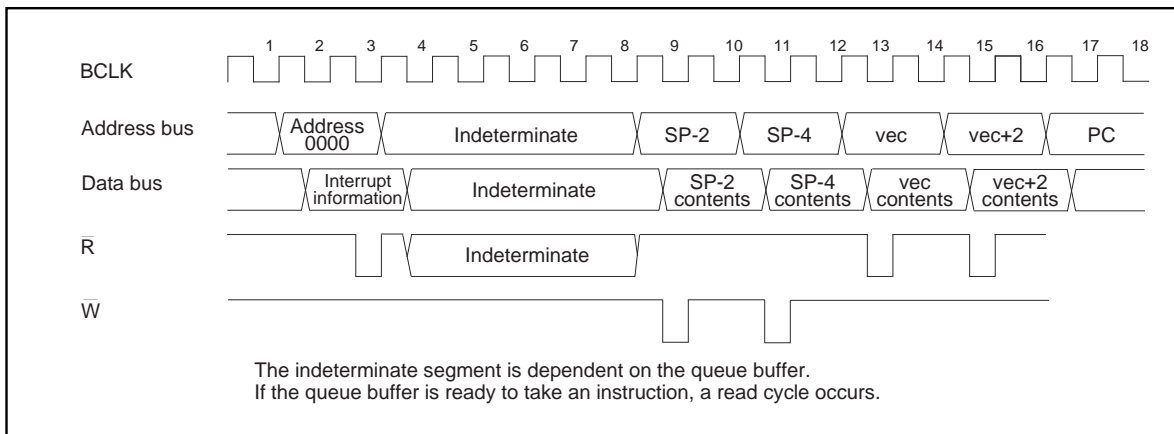 1 2 3 4 5 6 7 8 9 10 11 12 13 14 15 16 17 18
BCLK
Address bus
Address
0000
Indeterminate
SP-2
SP-4
vec
vec+2
PC
Data bus
Interrupt
information
Indeterminate
SP-2
contents
SP-4
contents
vec
contents
vec+2
contents
R̅
Indeterminate
W̅
The indeterminate segment is dependent on the queue buffer.
If the queue buffer is ready to take an instruction, a read cycle occurs.